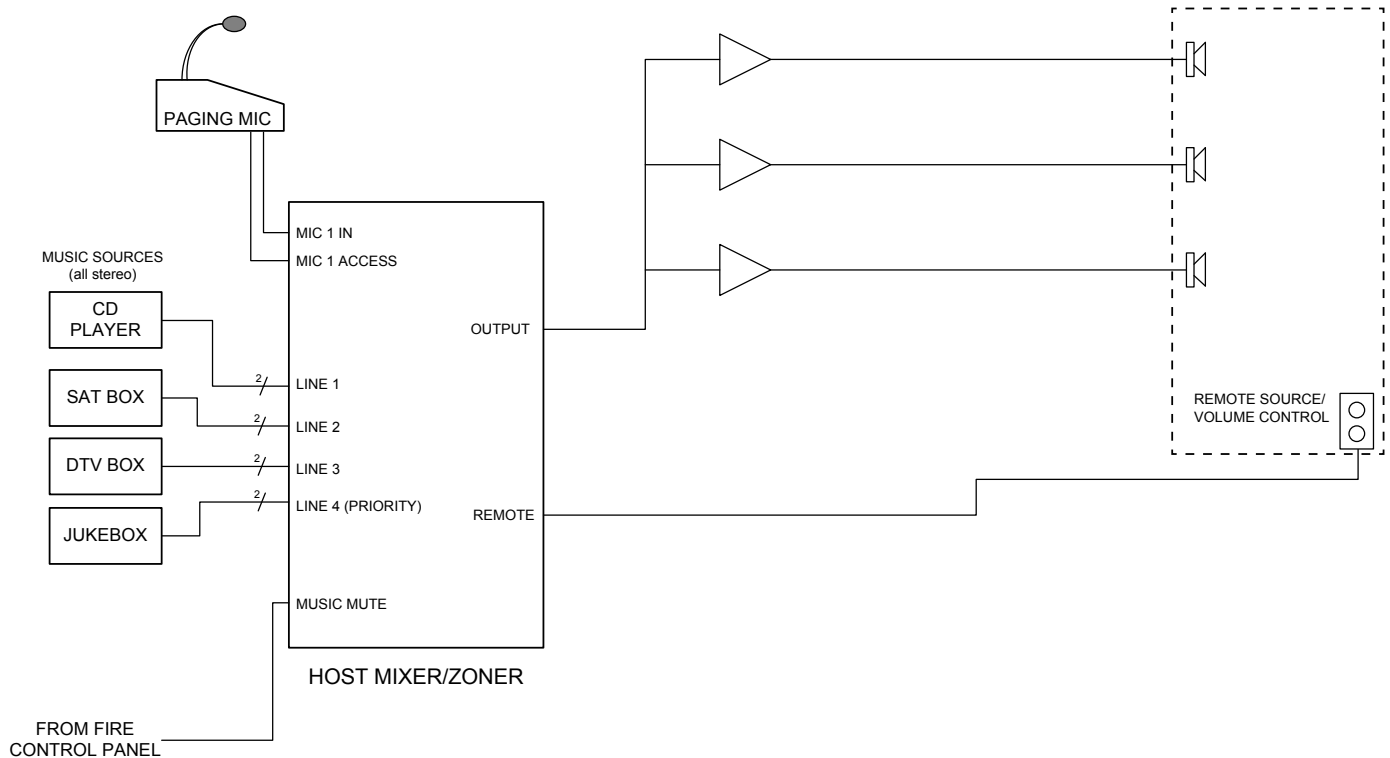 PAGING MIC
MIC 1 IN
MIC 1 ACCESS
MUSIC SOURCES
(all stereo)
CD
PLAYER
OUTPUT
2
LINE 1
SAT BOX
2
LINE 2
DTV BOX
2
LINE 3
2
LINE 4 (PRIORITY)
JUKEBOX
REMOTE
REMOTE SOURCE/
VOLUME CONTROL
MUSIC MUTE
HOST MIXER/ZONER
FROM FIRE
CONTROL PANEL